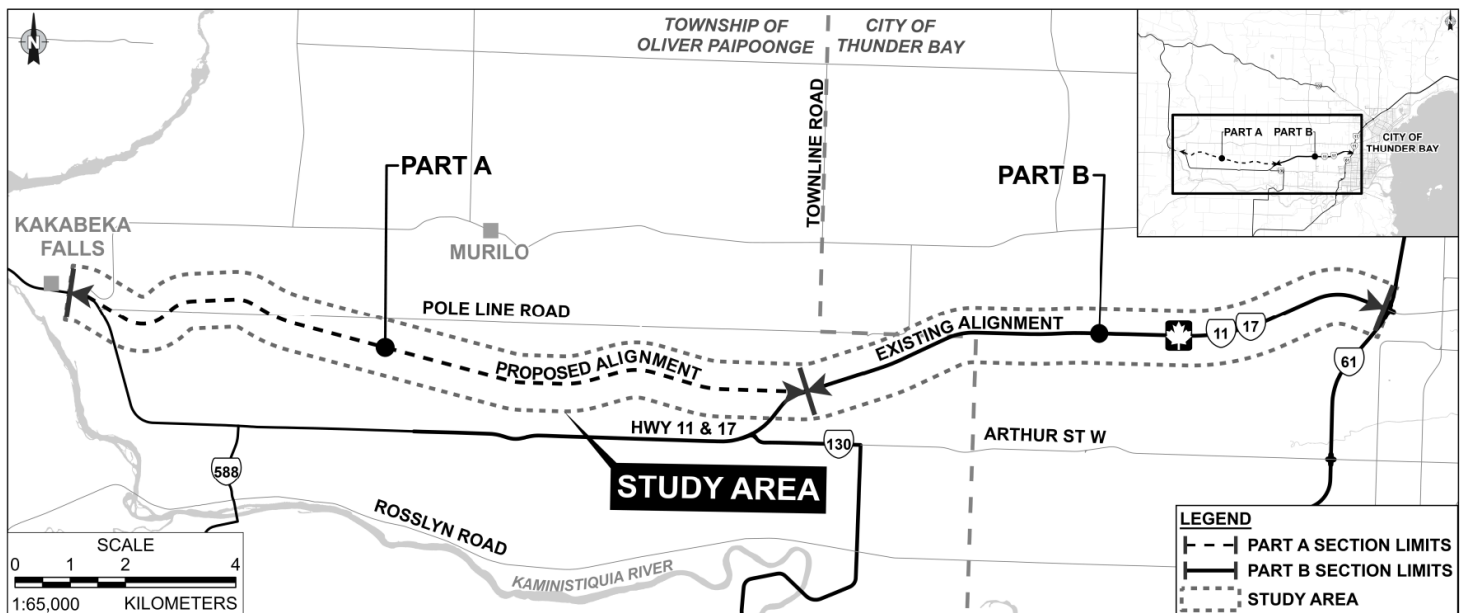 N
TOWNSHIP OF
OLIVER PAIPOONGE
CITY OF
THUNDER BAY
TOWNLINE ROAD
PART A
PART B
KAKABEKA
FALLS
MURILO
POLE LINE ROAD
PROPOSED ALIGNMENT
EXISTING ALIGNMENT
11
17
61
HWY 11 & 17
130
ARTHUR ST W
588
STUDY AREA
ROSSLYN ROAD
KAMINISTIQUIA RIVER
SCALE
0 1 2 4
1:65,000 KILOMETERS
PART A PART B
CITY OF
THUNDER BAY
LEGEND
PART A SECTION LIMITS
PART B SECTION LIMITS
STUDY AREA